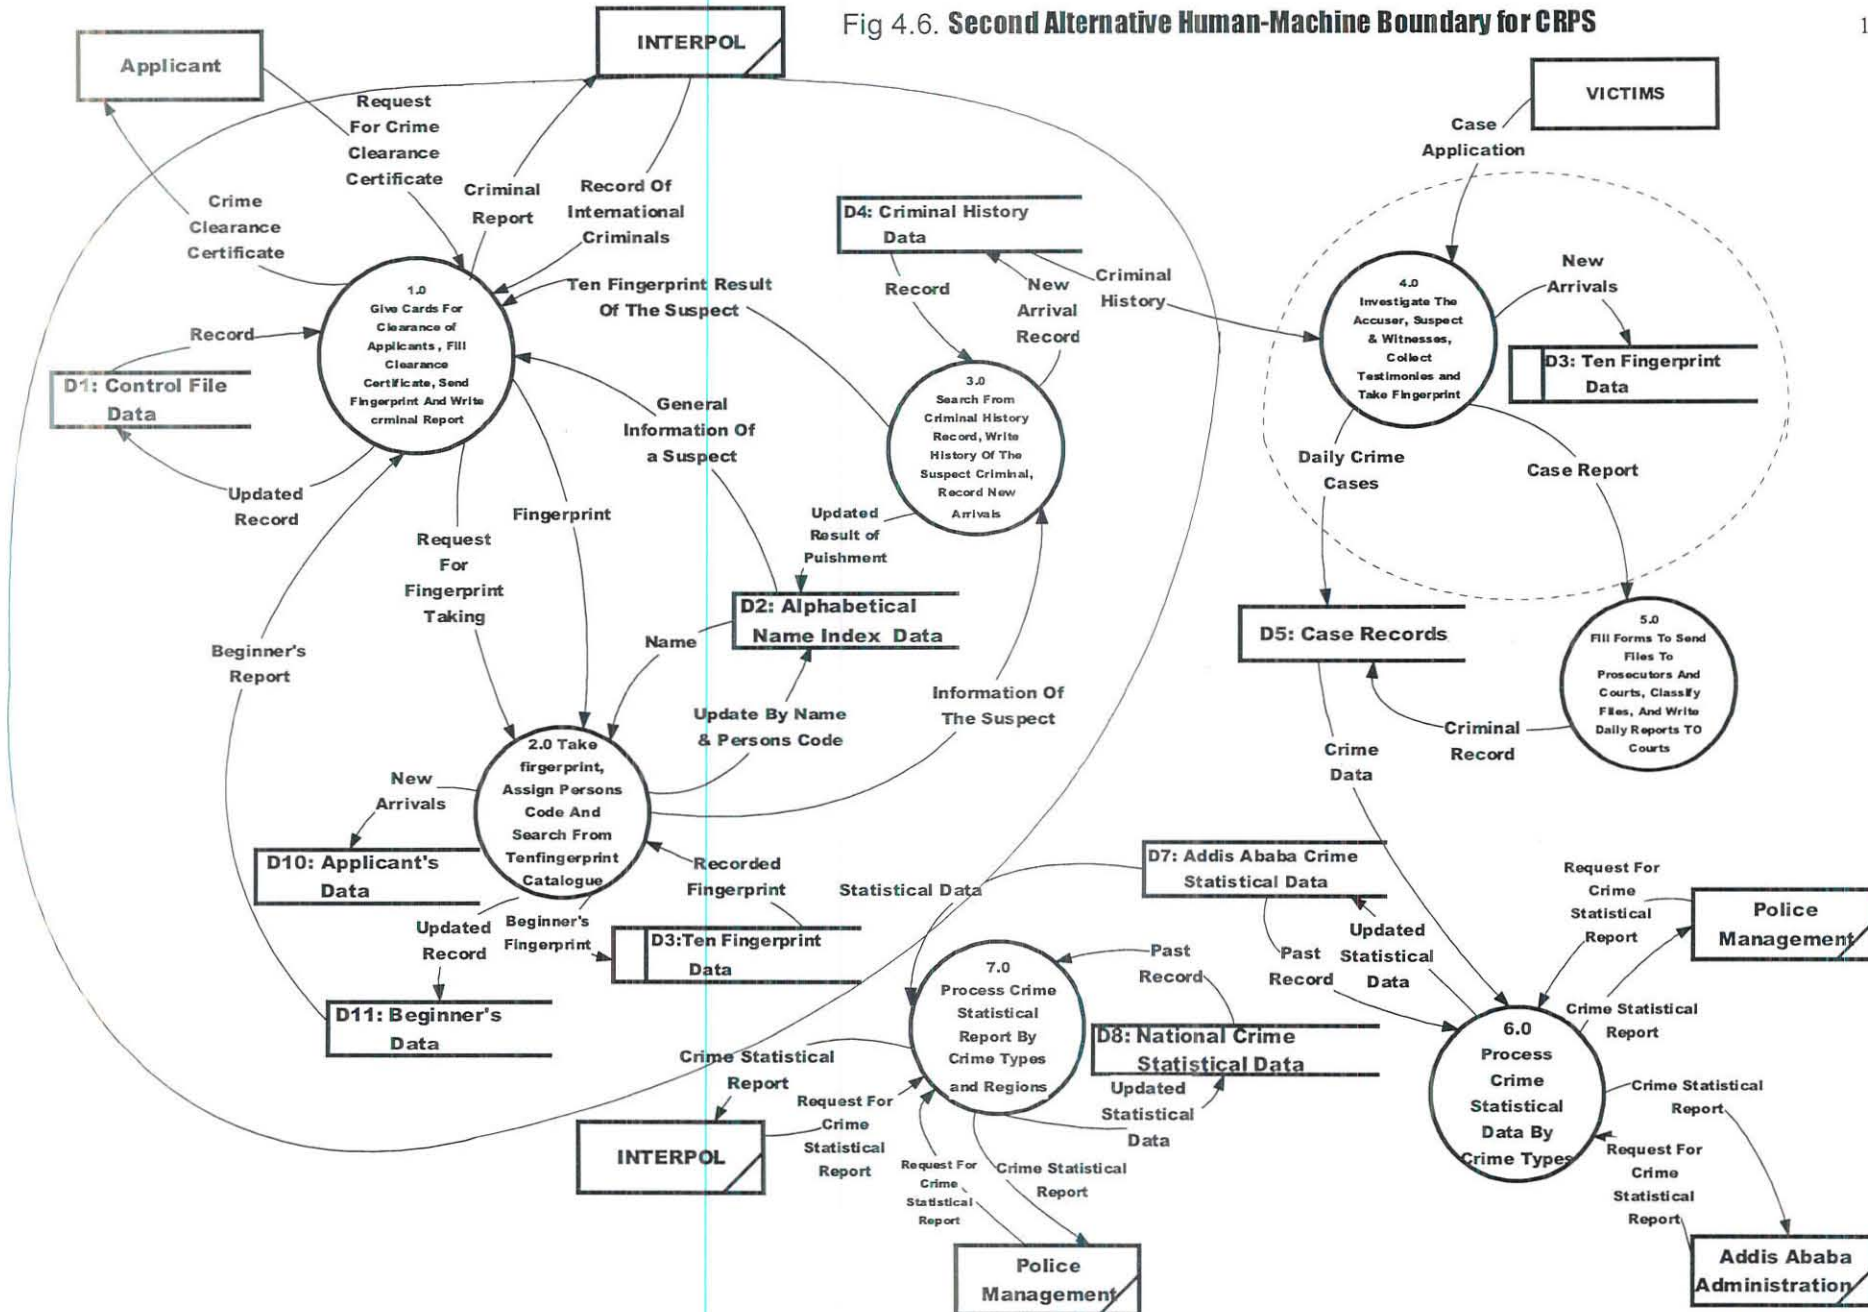 Fig 4.6. Second Alternative Human-Machine Boundary for CRPS
1
Applicant
INTERPOL
VICTIMS
Request
For Crime
Clearance
Certificate
Criminal
Report
Record Of
International
Criminals
Crime
Clearance
Certificate
Case
Application
D4: Criminal History
Data
Record
New
Arrival
Record
Criminal
History
Ten Fingerprint Result
Of The Suspect
1.0
Give Cards For
Clearance of
Applicants, Fill
Clearance
Certificate, Send
Fingerprint And Write
crminal Report
Record
D1: Control File
Data
Updated
Record
4.0
Investigate The
Accuser, Suspect
& Witnesses,
Collect
Testimonies and
Take Fingerprint
New
Arrivals
D3: Ten Fingerprint
Data
3.0
Search From
Criminal History
Record, Write
History Of The
Suspect Criminal,
Record New
Arrivals
General
Information Of
a Suspect
Daily Crime
Cases
Case Report
Request
For
Fingerprint
Taking
Fingerprint
Updated
Result of
Puishment
D2: Alphabetical
Name Index Data
Name
Beginner's
Report
Update By Name
& Persons Code
Information Of
The Suspect
D5: Case Records
5.0
Fill Forms To Send
Files To
Prosecutors And
Courts, Classify
Files, And Write
Daily Reports TO
Courts
Criminal
Record
Crime
Data
2.0 Take
firgerprint,
Assign Persons
Code And
Search From
Tenfingerprint
Catalogue
New
Arrivals
D10: Applicant's
Data
Recorded
Fingerprint
Updated
Record
Beginner's
Fingerprint
D3:Ten Fingerprint
Data
D11: Beginner's
Data
Statistical Data
D7: Addis Ababa Crime
Statistical Data
Past
Record
Updated
Statistical
Data
Request For
Crime
Statistical
Report
Police
Management
Crime Statistical
Report
7.0
Process Crime
Statistical
Report By
Crime Types
and Regions
Past
Record
D8: National Crime
Statistical Data
Updated
Statistical
Data
6.0
Process
Crime
Statistical
Data By
Crime Types
Crime Statistical
Report
Request For
Crime
Statistical
Report
Addis Ababa
Administration
Crime Statistical
Report
Request For
Crime
Statistical
Report
INTERPOL
Request For
Crime
Statistical
Report
Crime Statistical
Report
Police
Management